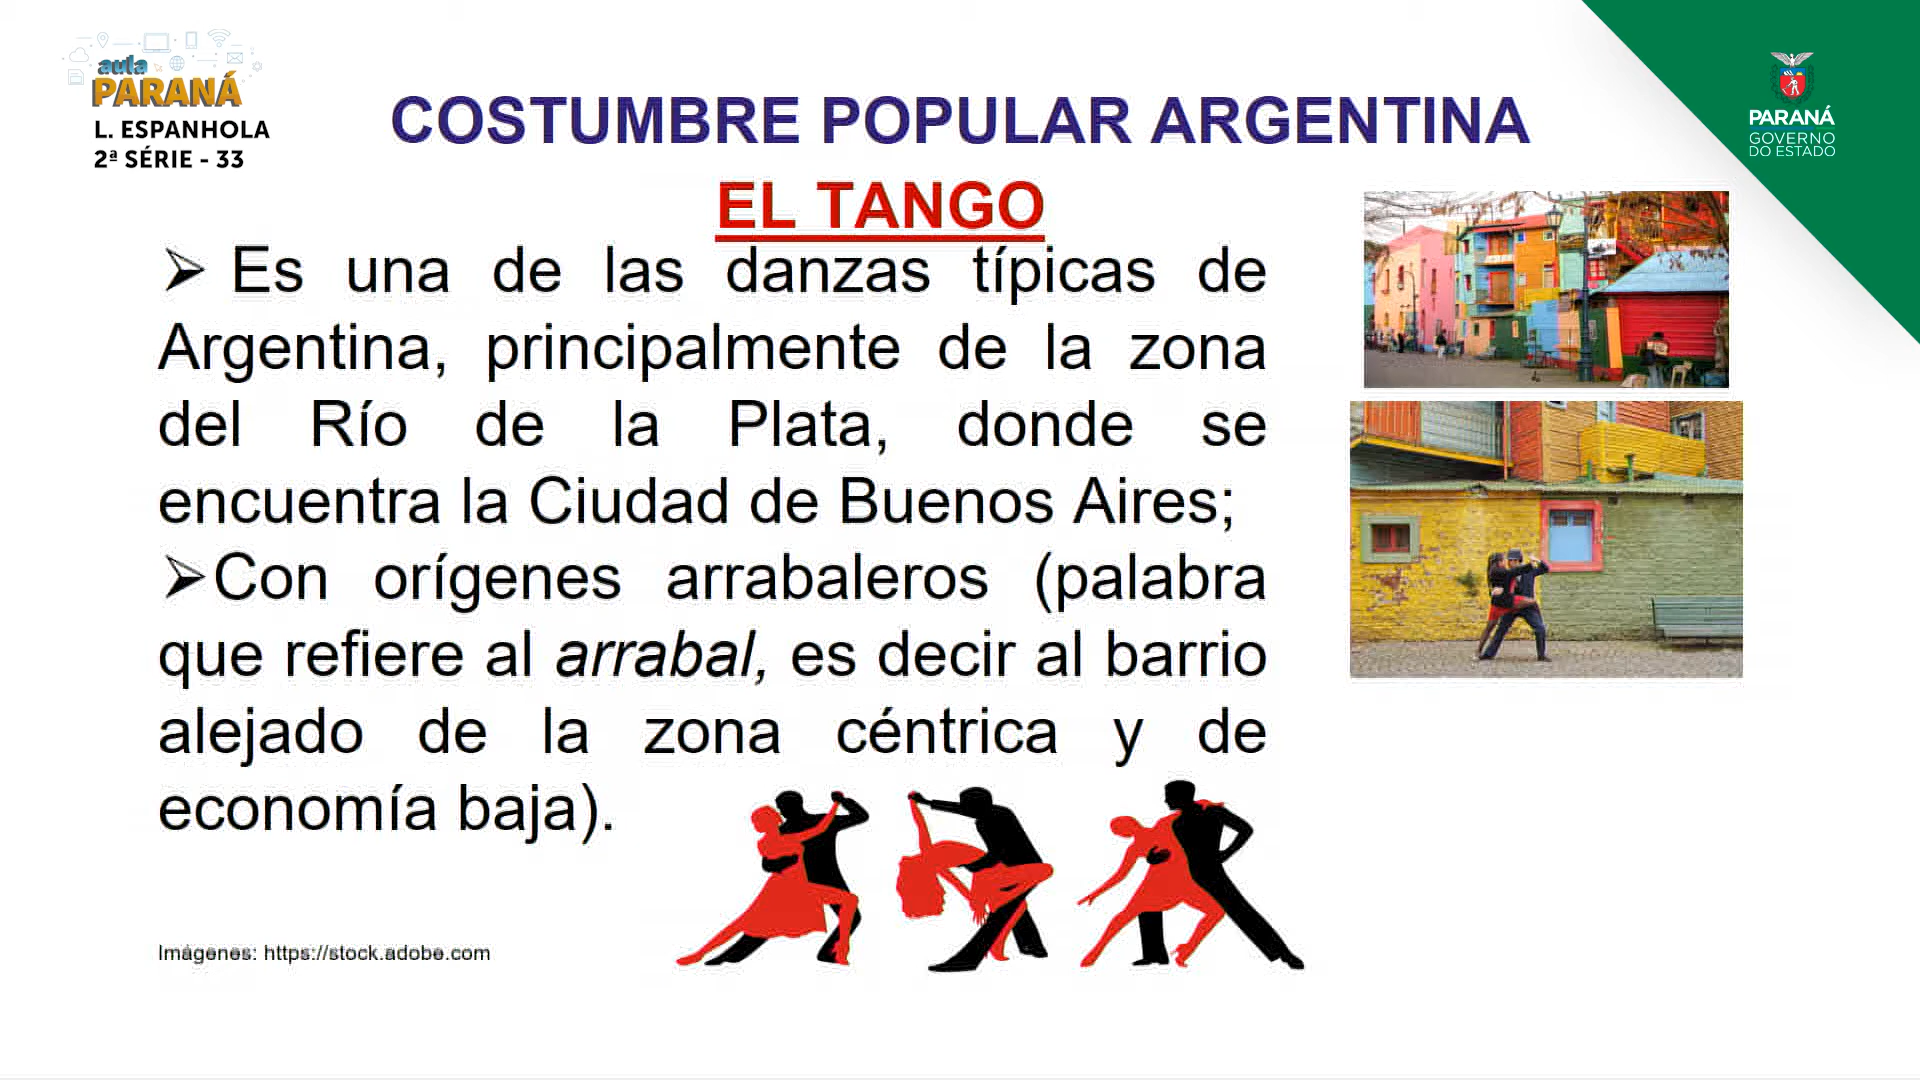 aula
PARANÁ
L. ESPANHOLA
2ª SÉRIE - 33
PARANÁ
GOVERNO
DO ESTADO
COSTUMBRE POPULAR ARGENTINA
EL TANGO
➢ Es una de las danzas típicas de
Argentina, principalmente de la zona
del Río de la Plata, donde se
encuentra la Ciudad de Buenos Aires;
➢Con orígenes arrabaleros (palabra
que refiere al arrabal, es decir al barrio
alejado de la zona céntrica y de
economía baja).
Imágenes: https://stock.adobe.com